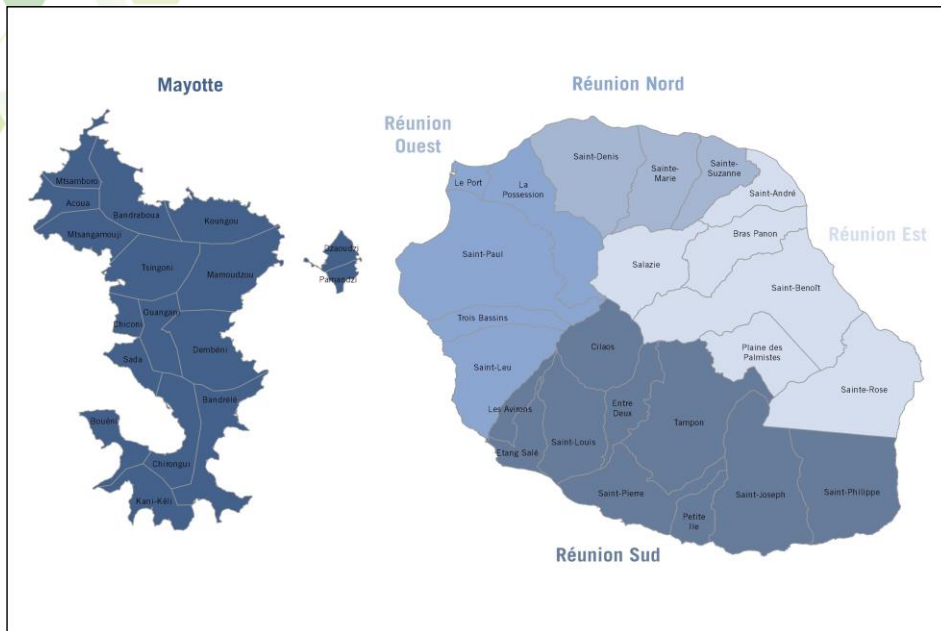 Mayotte
Mtsamboro
Acoua
Bandraboua
Koungou
Mtsangamouji
Tsingoni
Mamoudzou
Dzaoudzi
Pamandzi
Ouangani
Chiconi
Sada
Dembéni
Bandrélé
Bouéni
Chirongui
Kani-Kéli
Réunion Nord
Réunion
Ouest
Saint-Denis
Sainte-
Marie
Sainte-
Suzanne
Le Port
La
Possession
Saint-André
Bras Panon
Réunion Est
Saint-Paul
Salazie
Saint-Benoît
Trois Bassins
Cilaos
Plaine des
Palmistes
Saint-Leu
Sainte-Rose
Les Avirons
Entre
Deux
Tampon
Saint-Louis
Etang Salé
Saint-Pierre
Petite
Ile
Saint-Joseph
Saint-Philippe
Réunion Sud